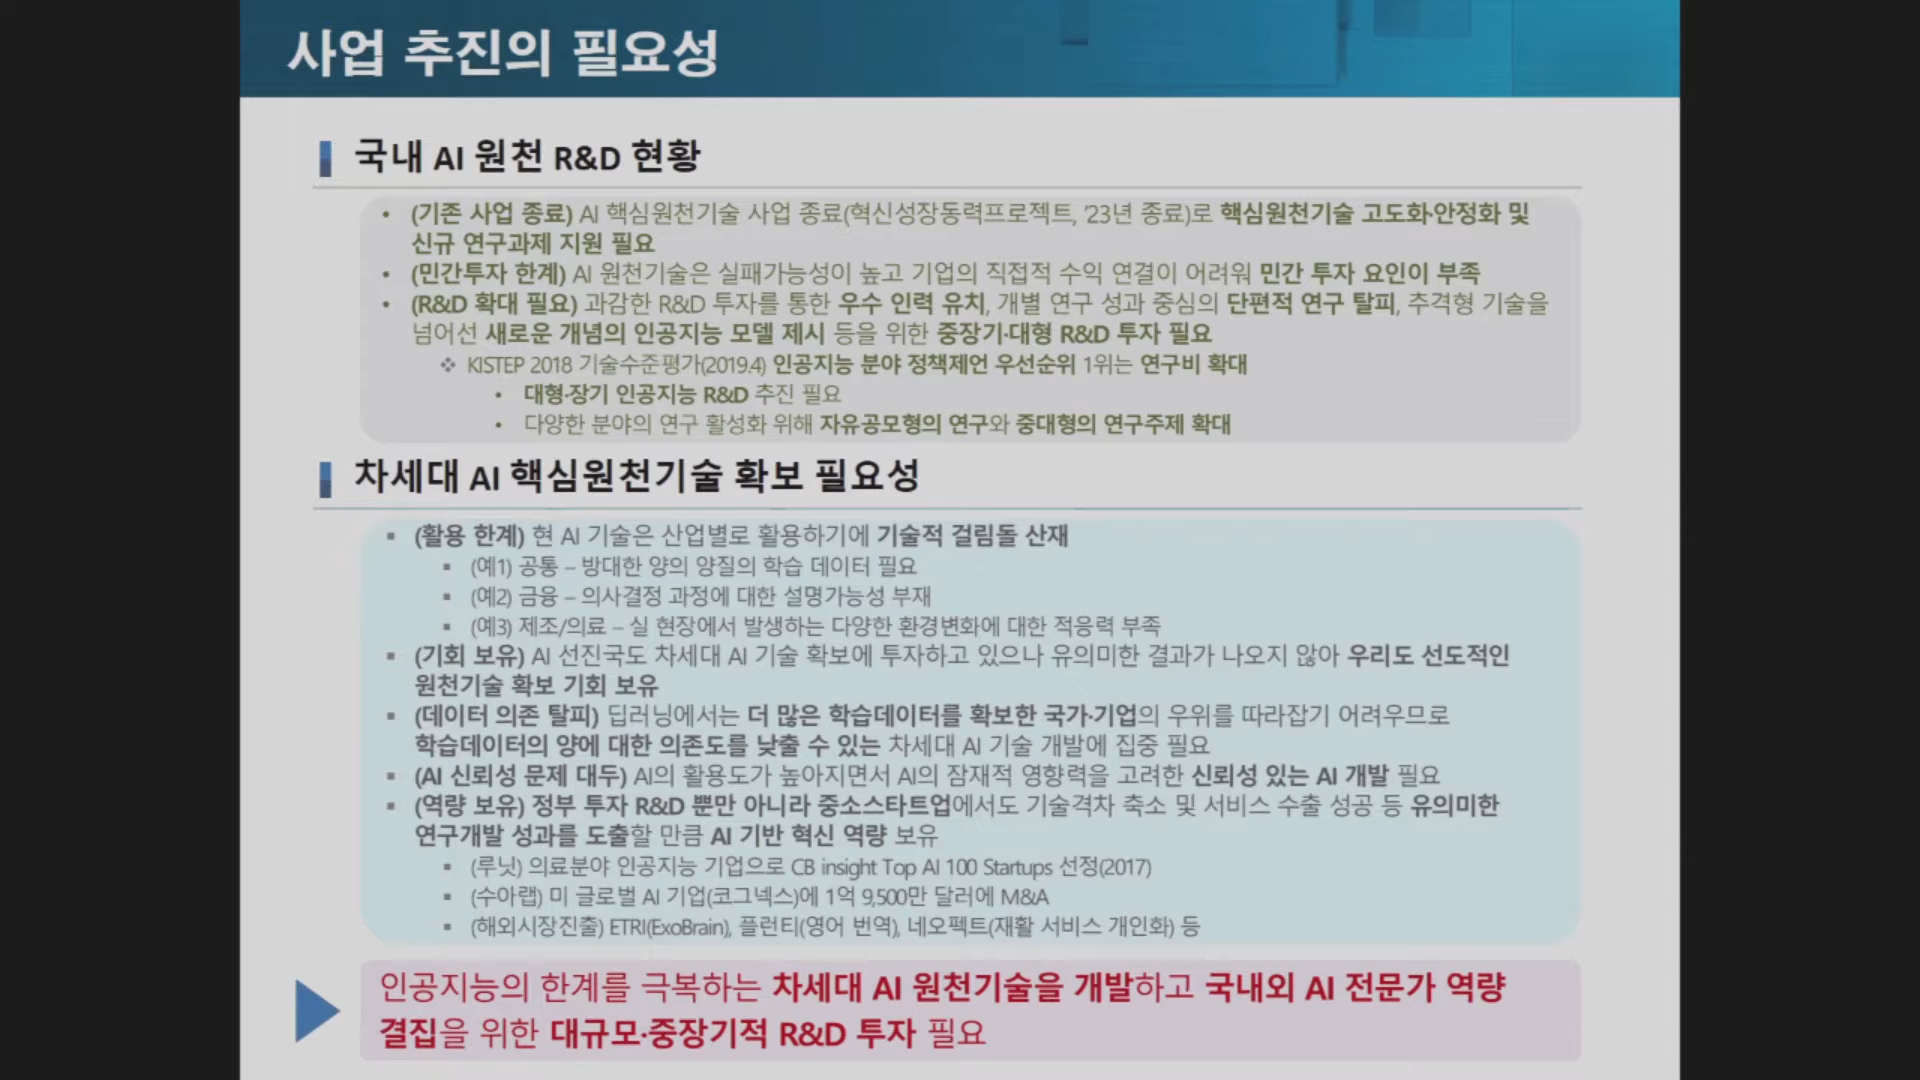 사업 추진의 필요성
국내 AI 원천 R&D 현황
• (기존 사업 종료) AI 핵심원천기술 사업 종료(혁신성장동력프로젝트, '23년 종료)로 핵심원천기술 고도화·안정화 및
신규 연구과제 지원 필요
• (민간투자 한계) AI 원천기술은 실패가능성이 높고 기업의 직접적 수익 연결이 어려워 민간 투자 요인이 부족
• (R&D 확대 필요) 과감한 R&D 투자를 통한 우수 인력 유치, 개별 연구 성과 중심의 단편적 연구 탈피, 추격형 기술을
넘어선 새로운 개념의 인공지능 모델 제시 등을 위한 중장기·대형 R&D 투자 필요
❖ KISTEP 2018 기술수준평가(2019.4) 인공지능 분야 정책제언 우선순위 1위는 연구비 확대
• 대형·장기 인공지능 R&D 추진 필요
• 다양한 분야의 연구 활성화 위해 자유공모형의 연구와 중대형의 연구주제 확대
차세대 AI 핵심원천기술 확보 필요성
▪ (활용 한계) 현 AI 기술은 산업별로 활용하기에 기술적 걸림돌 산재
▪ (예1) 공통 – 방대한 양의 양질의 학습 데이터 필요
▪ (예2) 금융 – 의사결정 과정에 대한 설명가능성 부재
▪ (예3) 제조/의료 – 실 현장에서 발생하는 다양한 환경변화에 대한 적응력 부족
▪ (기회 보유) AI 선진국도 차세대 AI 기술 확보에 투자하고 있으나 유의미한 결과가 나오지 않아 우리도 선도적인
원천기술 확보 기회 보유
▪ (데이터 의존 탈피) 딥러닝에서는 더 많은 학습데이터를 확보한 국가·기업의 우위를 따라잡기 어려우므로
학습데이터의 양에 대한 의존도를 낮출 수 있는 차세대 AI 기술 개발에 집중 필요
▪ (AI 신뢰성 문제 대두) AI의 활용도가 높아지면서 AI의 잠재적 영향력을 고려한 신뢰성 있는 AI 개발 필요
▪ (역량 보유) 정부 투자 R&D 뿐만 아니라 중소스타트업에서도 기술격차 축소 및 서비스 수출 성공 등 유의미한
연구개발 성과를 도출할 만큼 AI 기반 혁신 역량 보유
▪ (루닛) 의료분야 인공지능 기업으로 CB insight Top AI 100 Startups 선정(2017)
▪ (수아랩) 미 글로벌 AI 기업(코그넥스)에 1억 9,500만 달러에 M&A
▪ (해외시장진출) ETRI(ExoBrain), 플런티(영어 번역), 네오펙트(재활 서비스 개인화) 등
인공지능의 한계를 극복하는 차세대 AI 원천기술을 개발하고 국내외 AI 전문가 역량
결집을 위한 대규모·중장기적 R&D 투자 필요